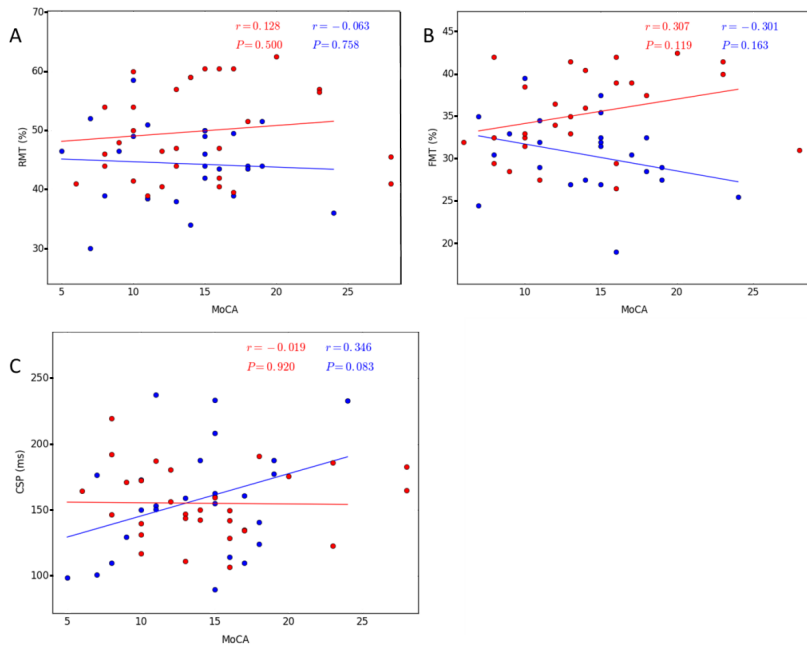 A
r = 0.128 r = −0.063
P = 0.500 P = 0.758
70
60
50
40
30
RMT (%)
5 10 15 20 25
MoCA
B
r = 0.307 r = −0.301
P = 0.119 P = 0.163
45
40
35
30
25
20
FMT (%)
10 15 20 25
MoCA
C
r = −0.019 r = 0.346
P = 0.920 P = 0.083
250
200
150
100
CSP (ms)
5 10 15 20 25
MoCA